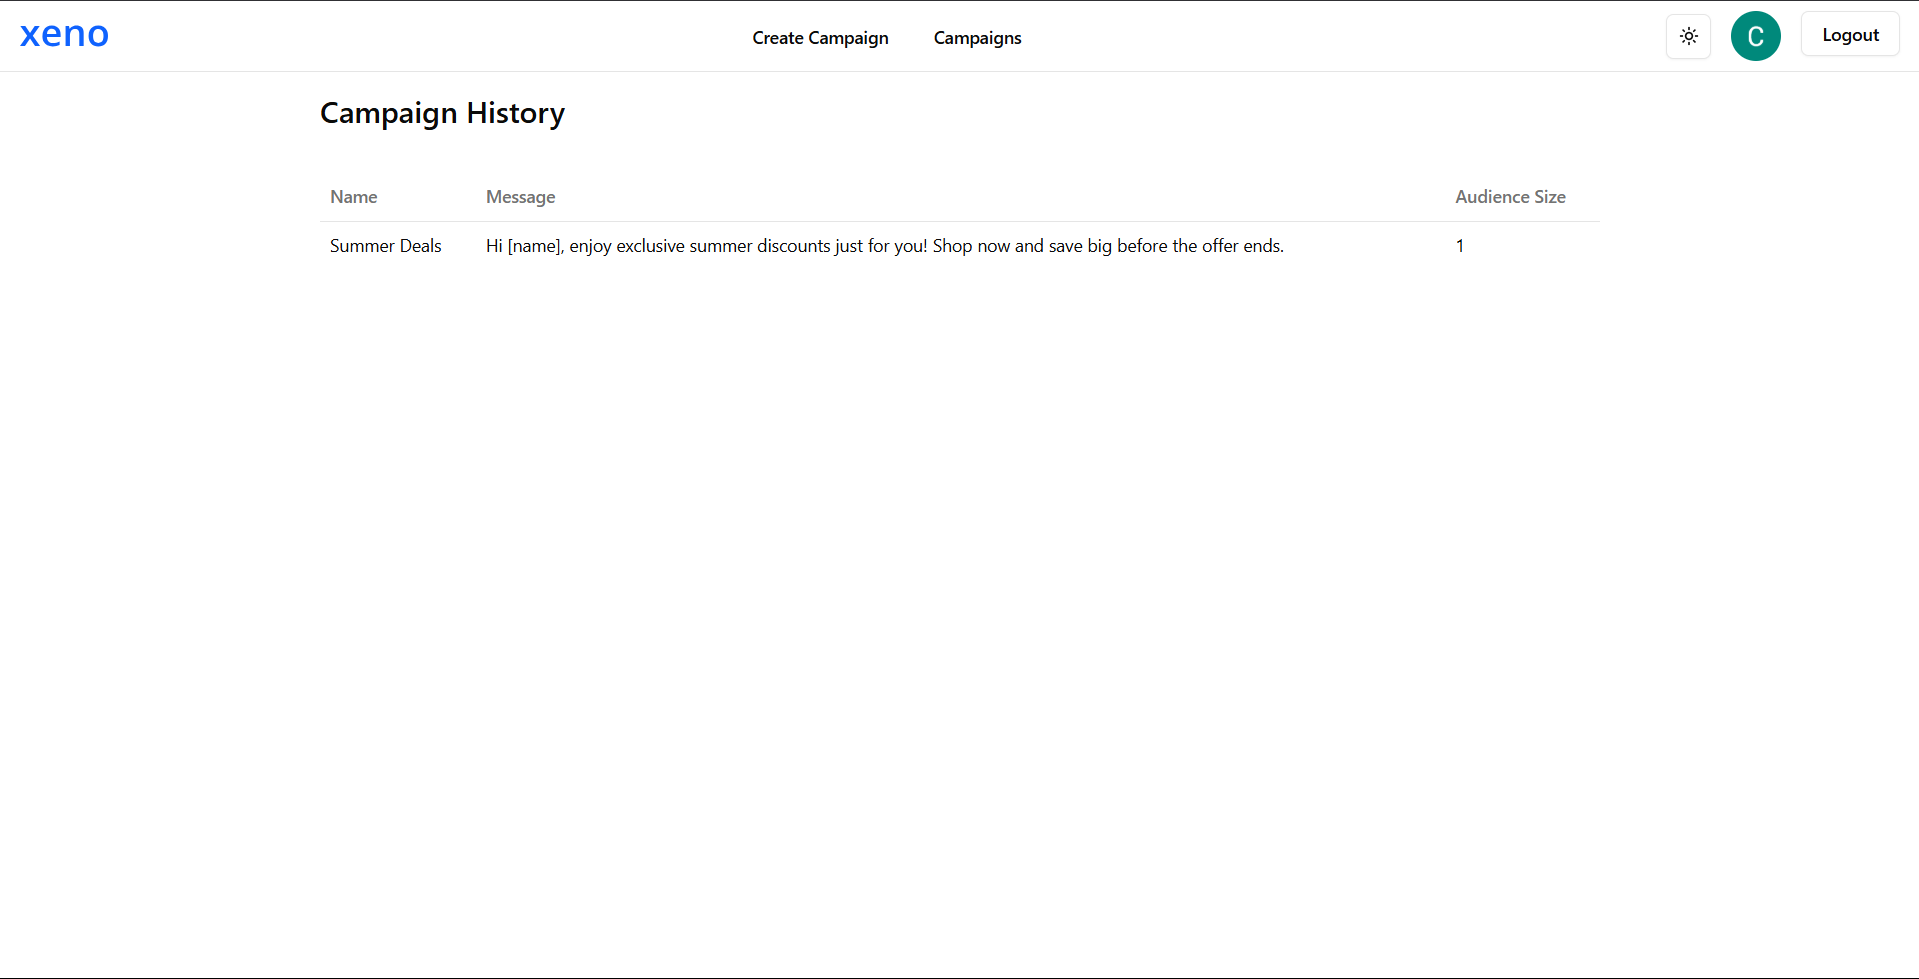 xeno
Create Campaign Campaigns
C
Logout
Campaign History
Name Message Audience Size
Summer Deals Hi [name], enjoy exclusive summer discounts just for you! Shop now and save big before the offer ends. 1